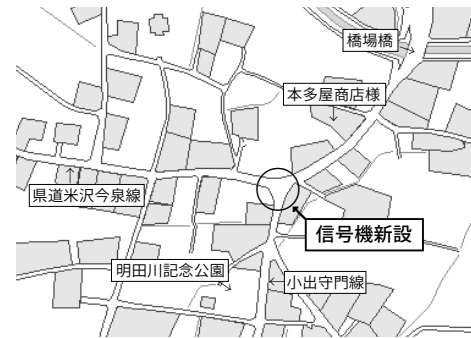 橋場橋
本多屋商店様
県道米沢今泉線
信号機新設
明田川記念公園
小出守門線